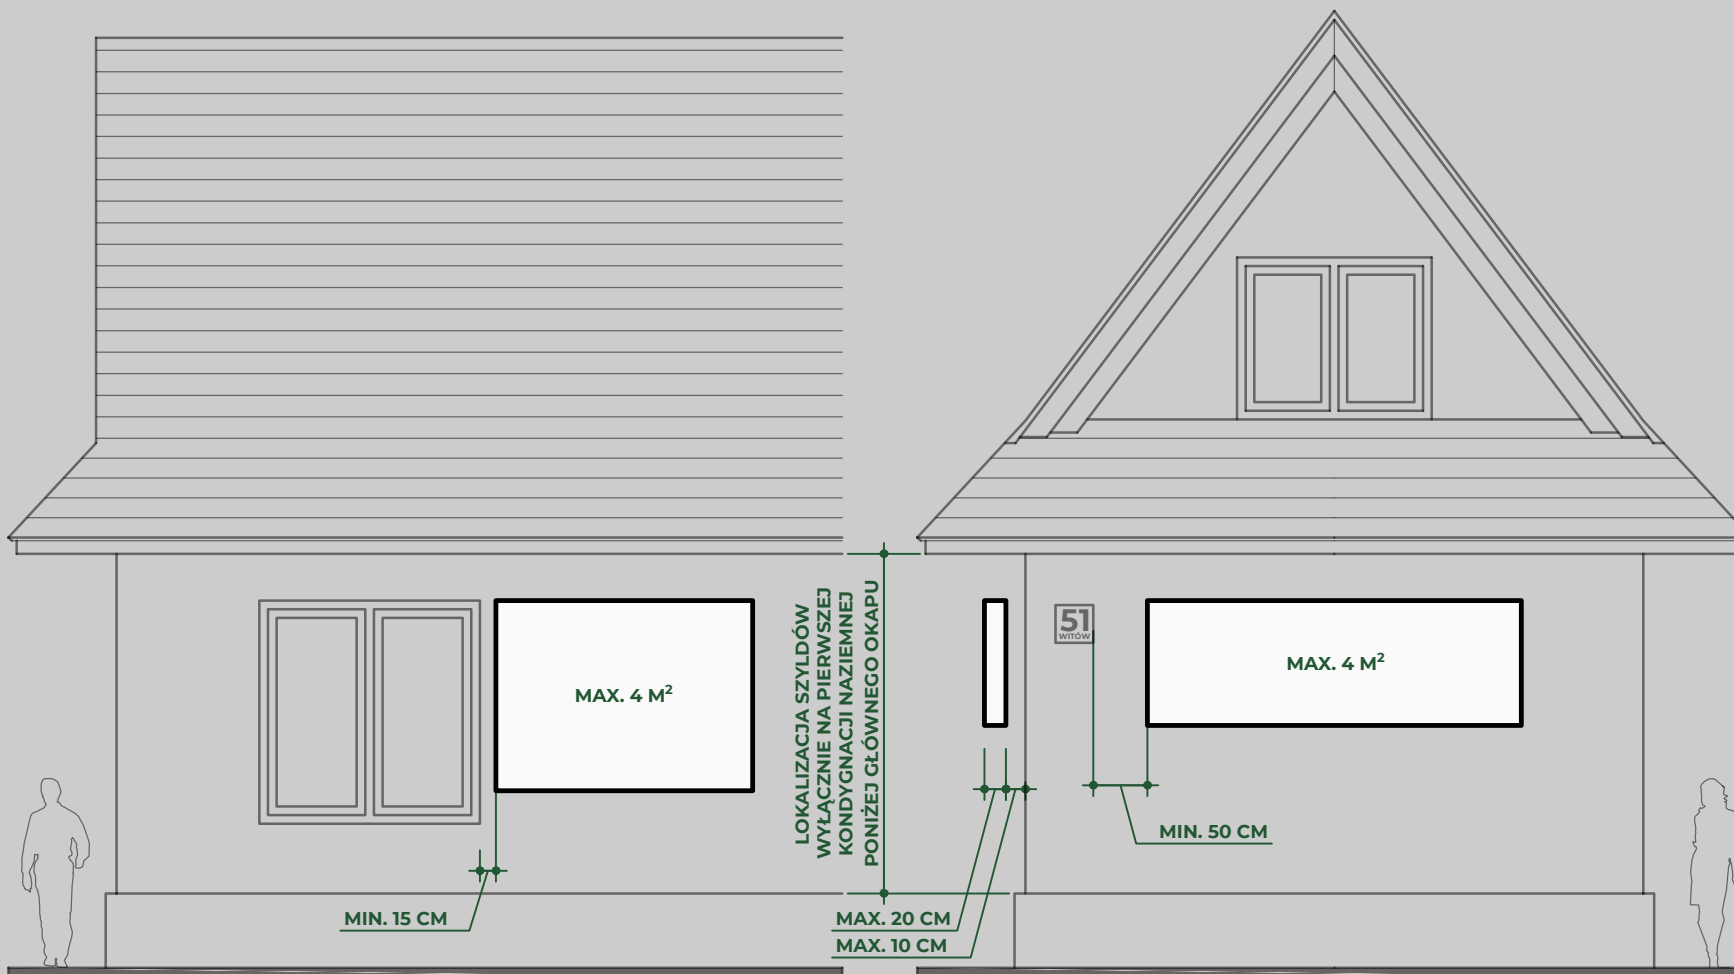 MAX. 4 M²
MIN. 15 CM
LOKALIZACJA SZYLDÓW
WYŁĄCZNIE NA PIERWSZEJ
KONDYGNACJI NAZIEMNEJ
PONIŻEJ GŁÓWNEGO OKAPU
51
WITÓW
MAX. 4 M²
MIN. 50 CM
MAX. 20 CM
MAX. 10 CM